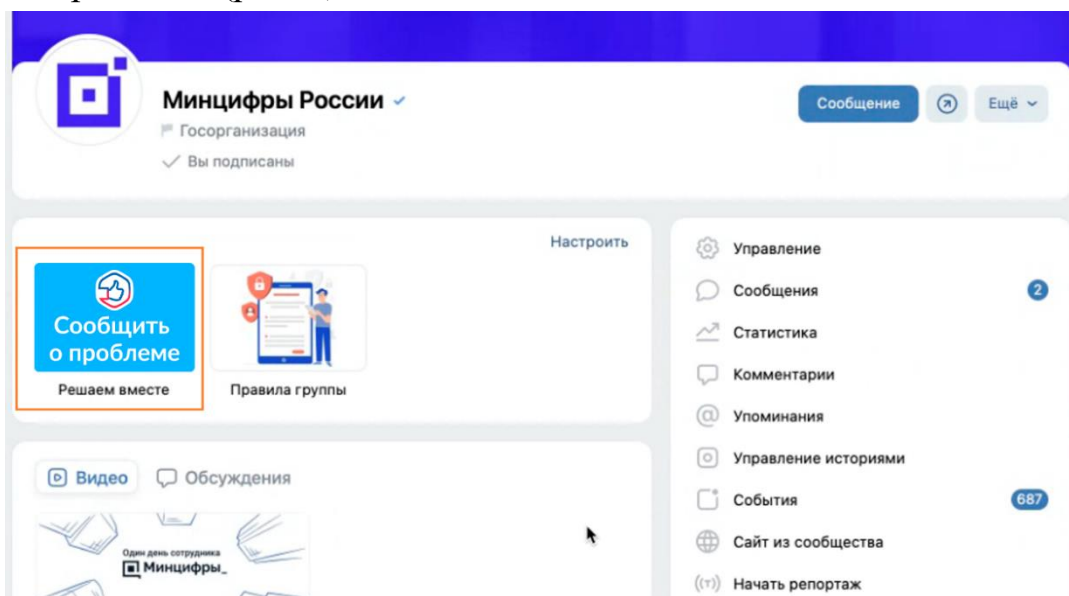 Минцифры России
Госорганизация
Вы подписаны
Сообщение
Ещё
Настроить
Сообщить
о проблеме
Решаем вместе
Правила группы
Видео
Обсуждения
Один день сотрудника
Минцифры_
Управление
Сообщения 2
Статистика
Комментарии
Упоминания
Управление историями
События 687
Сайт из сообщества
Начать репортаж